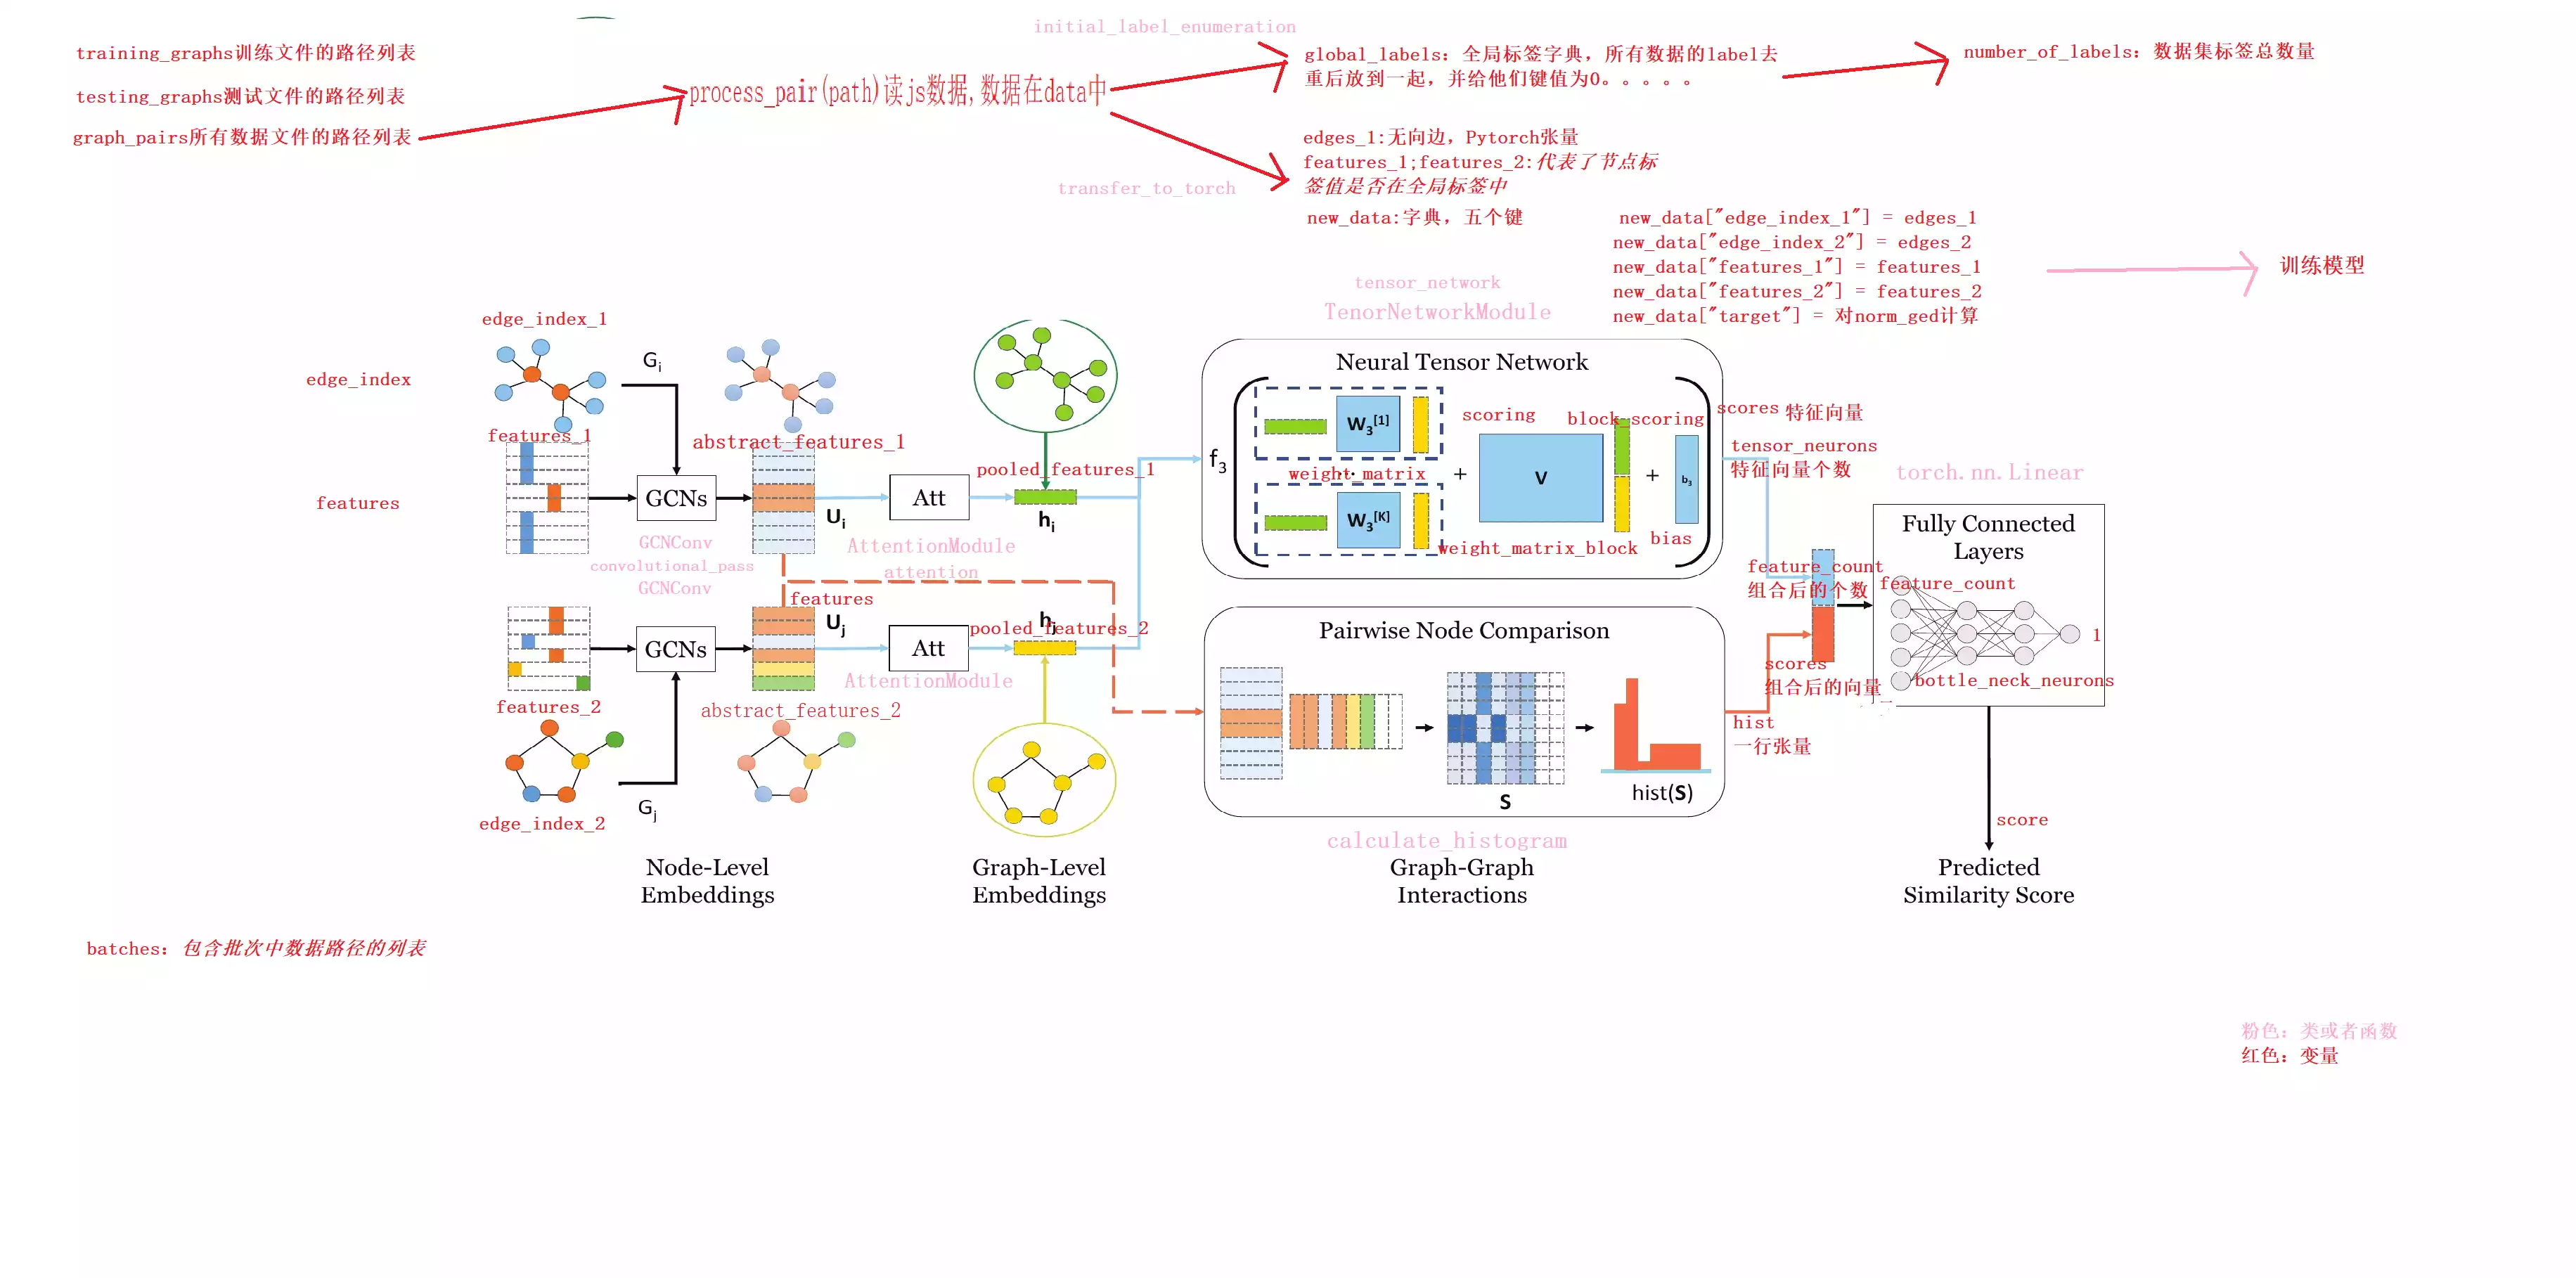 initial_label_enumeration
training_graphs训练文件的路径列表
testing_graphs测试文件的路径列表
graph_pairs所有数据文件的路径列表
process_pair(path)读js数据,数据在data中
global_labels: 全局标签字典，所有数据的label去
重后放到一起，并给他们键值为0。。。。。
number_of_labels: 数据集标签总数量
edges_1:无向边，Pytorch张量
features_1;features_2:代表了节点标
签值是否在全局标签中
transfer_to_torch
new_data:字典，五个键
new_data["edge_index_1"] = edges_1
new_data["edge_index_2"] = edges_2
new_data["features_1"] = features_1
new_data["features_2"] = features_2
new_data["target"] = 对norm_ged计算
训练模型
tensor_network
TenorNetworkModule
edge_index_1
edge_index
Gi
features_1
features
abstract_features_1
GCNs
Ui
Att
pooled_features_1
hi
GCNConv
convolutional_pass
GCNConv
AttentionModule
attention
features
Uj
GCNs
Att
hj
pooled_features_2
AttentionModule
features_2
abstract_features_2
edge_index_2
Gj
Neural Tensor Network
f3
W3[1]
weight_matrix
...
W3[K]
weight_matrix_block
+
scoring
V
block_scoring
+
b3
bias
scores 特征向量
tensor_neurons
特征向量个数
torch.nn.Linear
Fully Connected
Layers
feature_count
组合后的个数
feature_count
1
scores
组合后的向量
bottle_neck_neurons
hist
一行张量
Pairwise Node Comparison
S
hist(S)
calculate_histogram
score
Node-Level
Embeddings
Graph-Level
Embeddings
Graph-Graph
Interactions
Predicted
Similarity Score
batches: 包含批次中数据路径的列表
粉色: 类或者函数
红色: 变量